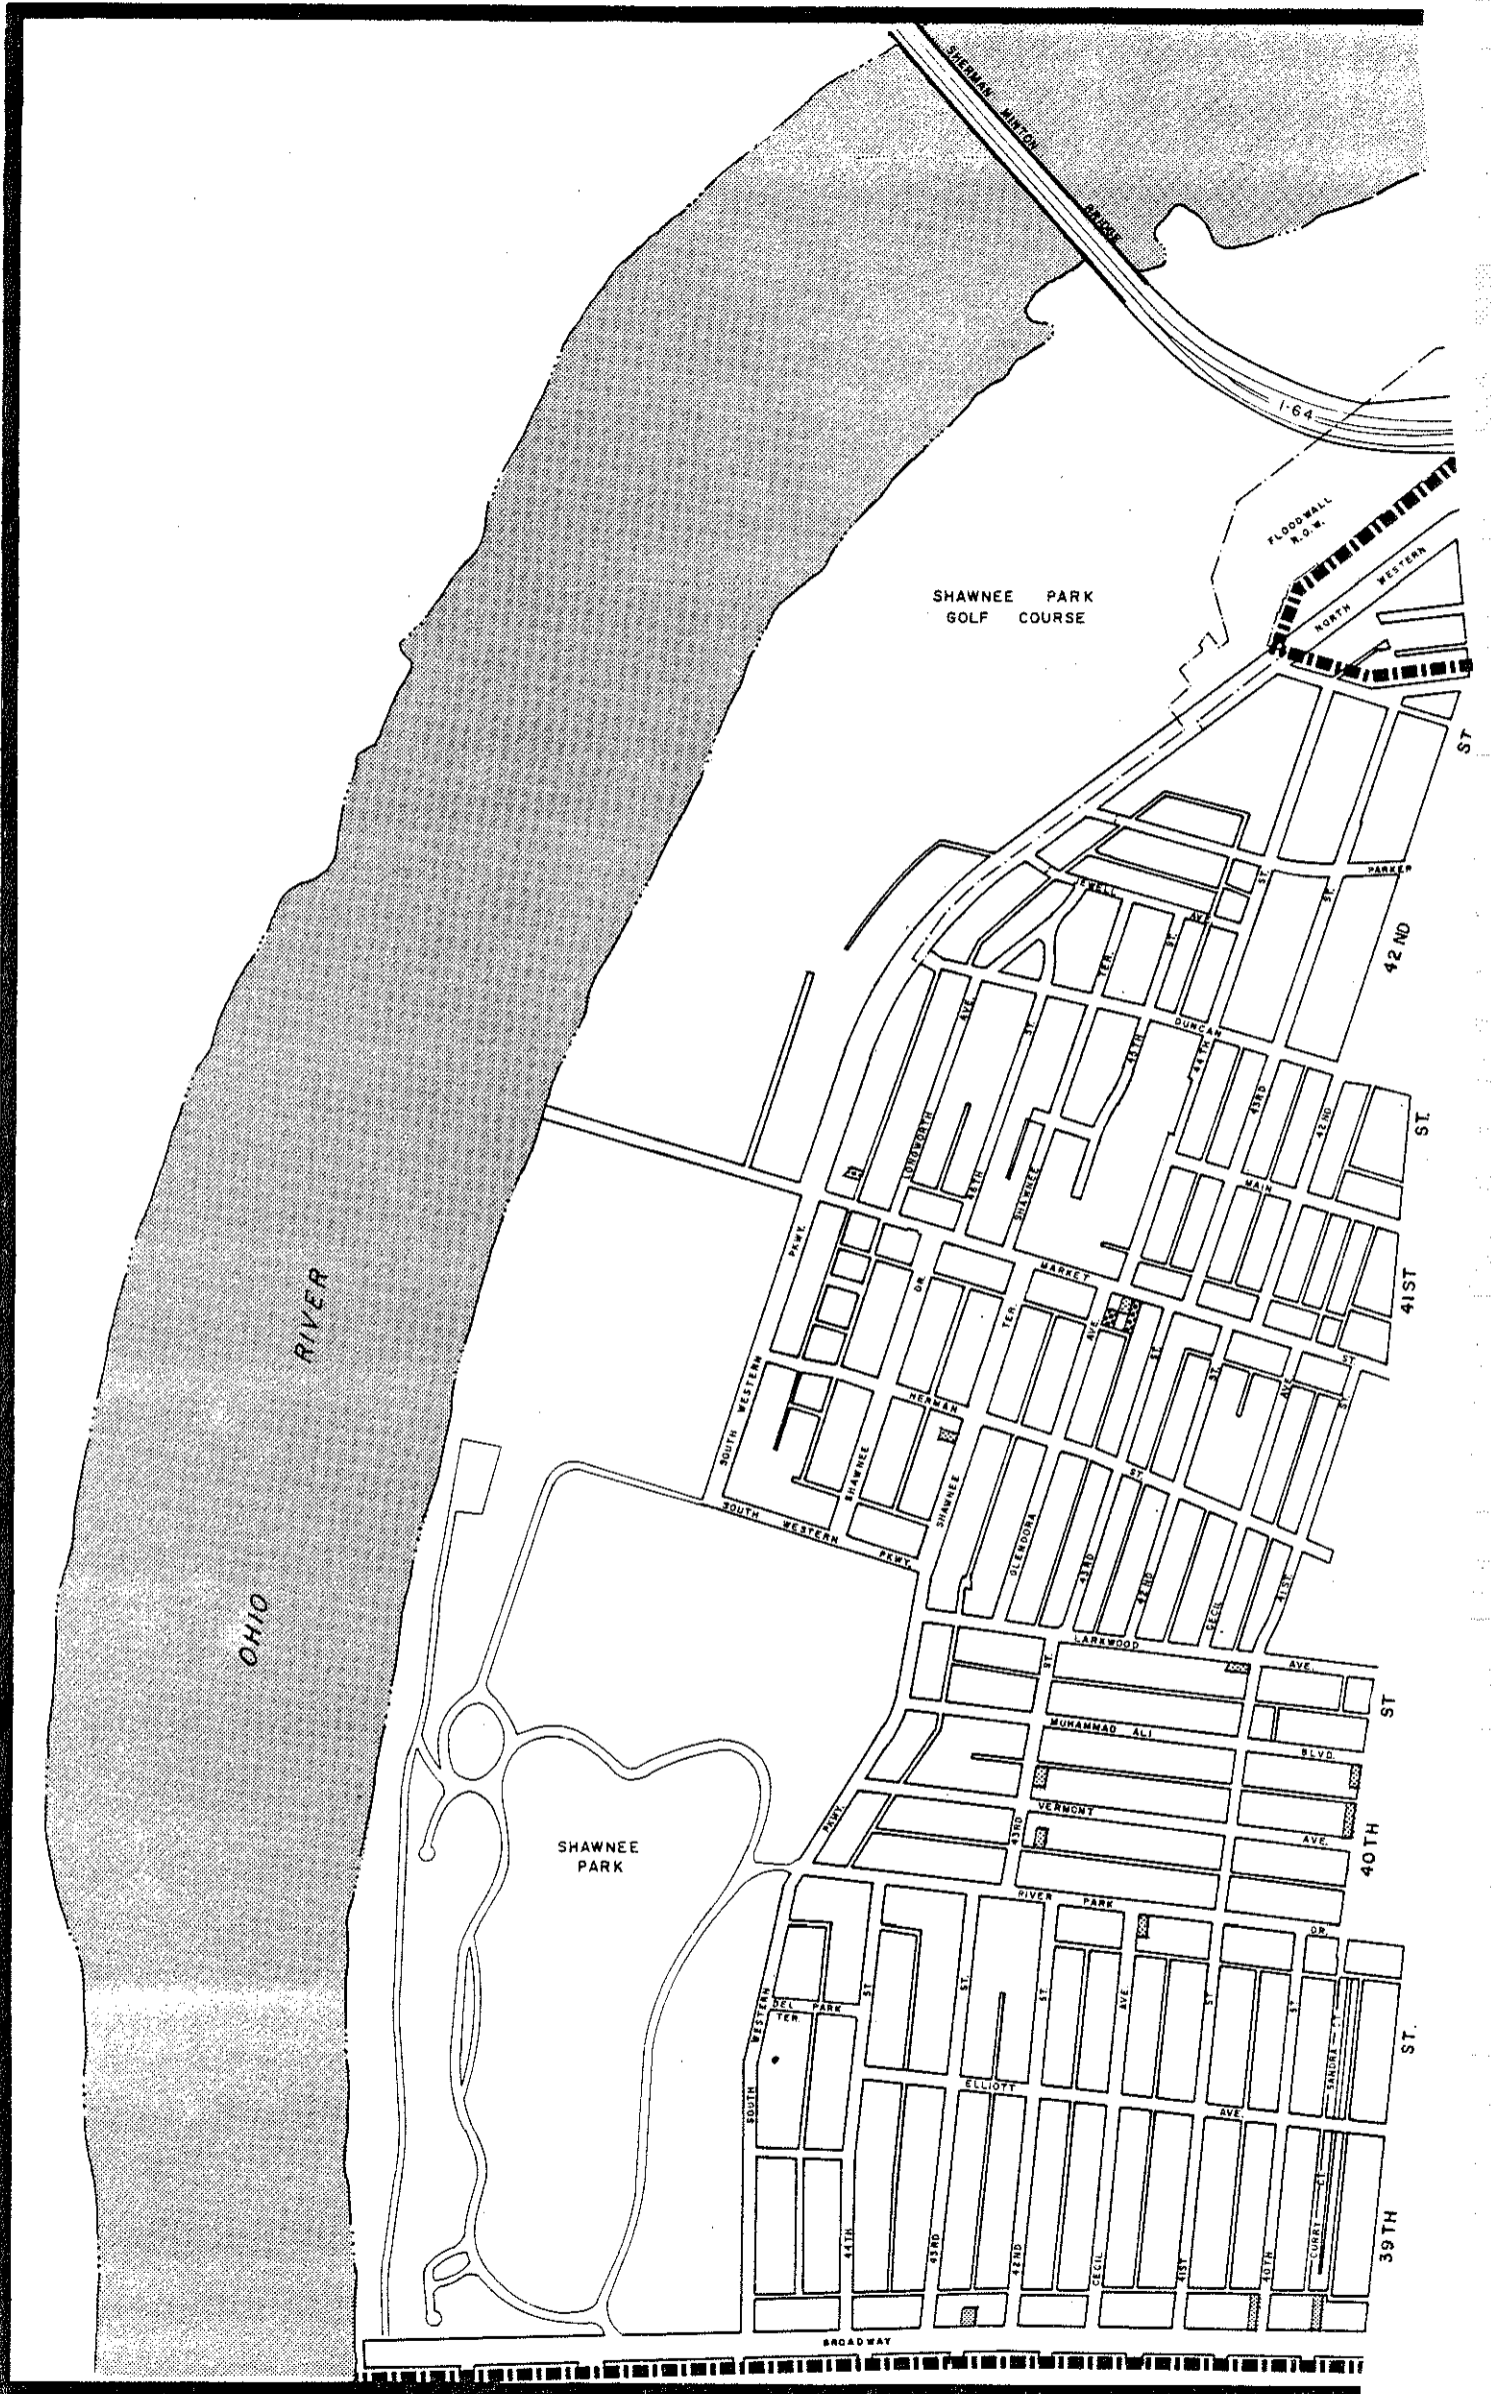 SHERMAN MINTON BRIDGE
I-64
FLOODWALL
R.O.W.
NORTH WESTERN
SHAWNEE PARK
GOLF COURSE
ST
PARKER
ST.
ST.
42ND
JEWELL AVE.
TER.
ST.
AVE.
ST.
DUNCAN
45TH
44TH
43RD
42ND
ST.
LONGWORTH
46TH
SHAWNEE
MAIN
PKWY.
MARKET ST.
DR.
TER.
AVE.
ST.
ST.
AVE.
ST.
41ST
RIVER
OHIO
SOUTH WESTERN
HERMAN ST.
SHAWNEE
SHAWNEE
SOUTH WESTERN PKWY.
GLENDORA
43RD
42ND
CECIL
41ST
LARKWOOD AVE.
ST.
ST
MUHAMMAD ALI BLVD.
PKWY.
43RD
VERMONT AVE.
40TH
SHAWNEE
PARK
RIVER PARK DR.
ST
ST.
ST.
AVE.
ST
ST
WESTERN
DEL PARK
TER.
SANDRA CT.
ST.
ELLIOTT AVE.
SOUTH
44TH
43RD
42ND
CECIL
41ST
40TH
CURRY CT.
39TH
BROADWAY